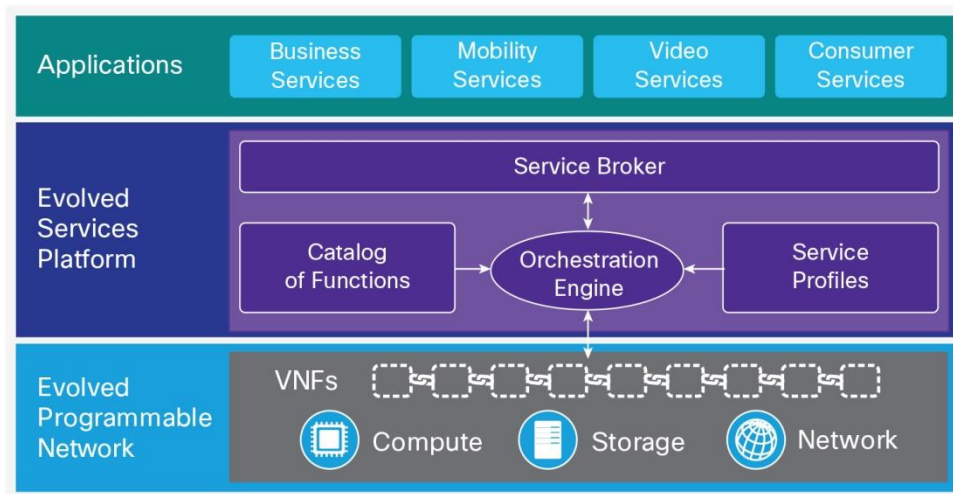 Applications
Business
Services
Mobility
Services
Video
Services
Consumer
Services
Evolved
Services
Platform
Service Broker
Catalog
of Functions
Orchestration
Engine
Service
Profiles
Evolved
Programmable
Network
VNFs
Compute
Storage
Network